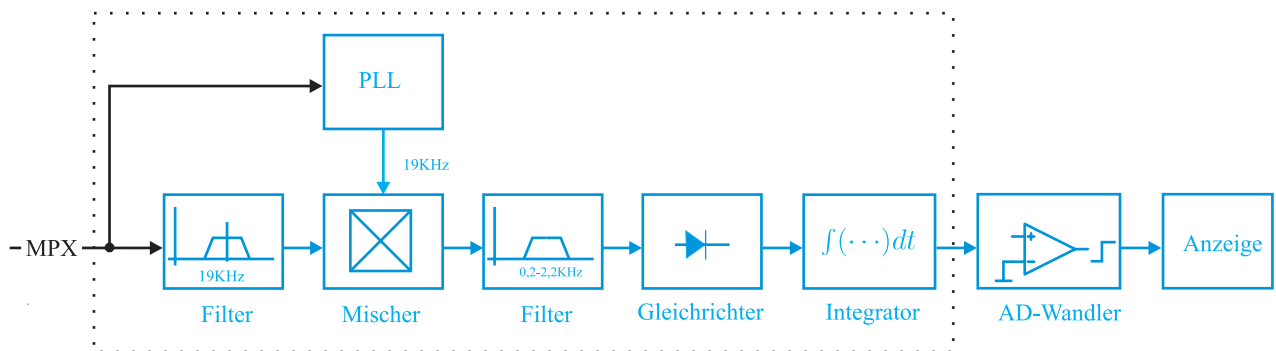 PLL
19KHz
MPX
19KHz
0,2-2,2KHz
∫(···)dt
Anzeige
Filter
Mischer
Filter
Gleichrichter
Integrator
AD-Wandler